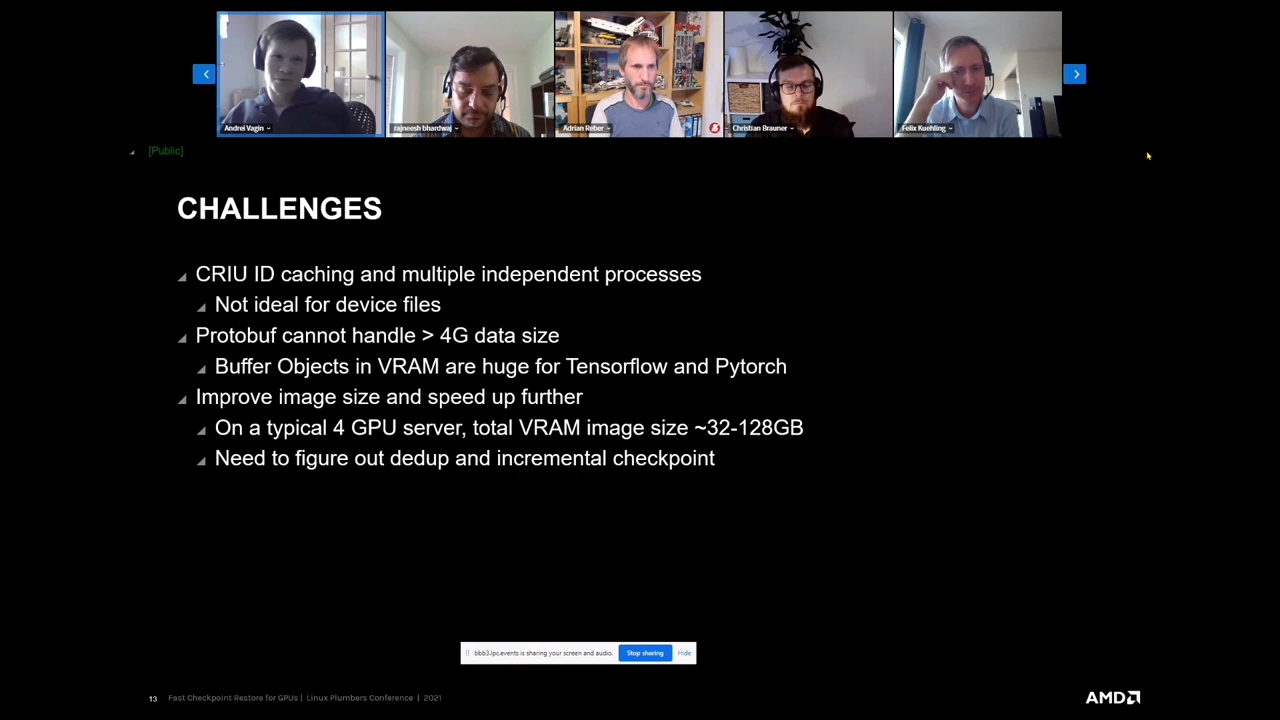 Andrei Vagin
rajneesh bhardwaj
Adrian Reber
Christian Brauner
Felix Kuehling
[Public]
CHALLENGES
CRIU ID caching and multiple independent processes
Not ideal for device files
Protobuf cannot handle > 4G data size
Buffer Objects in VRAM are huge for Tensorflow and Pytorch
Improve image size and speed up further
On a typical 4 GPU server, total VRAM image size ~32-128GB
Need to figure out dedup and incremental checkpoint
bbb3.lpc.events is sharing your screen and audio. Stop sharing Hide
13 Fast Checkpoint Restore for GPUs | Linux Plumbers Conference | 2021
AMD